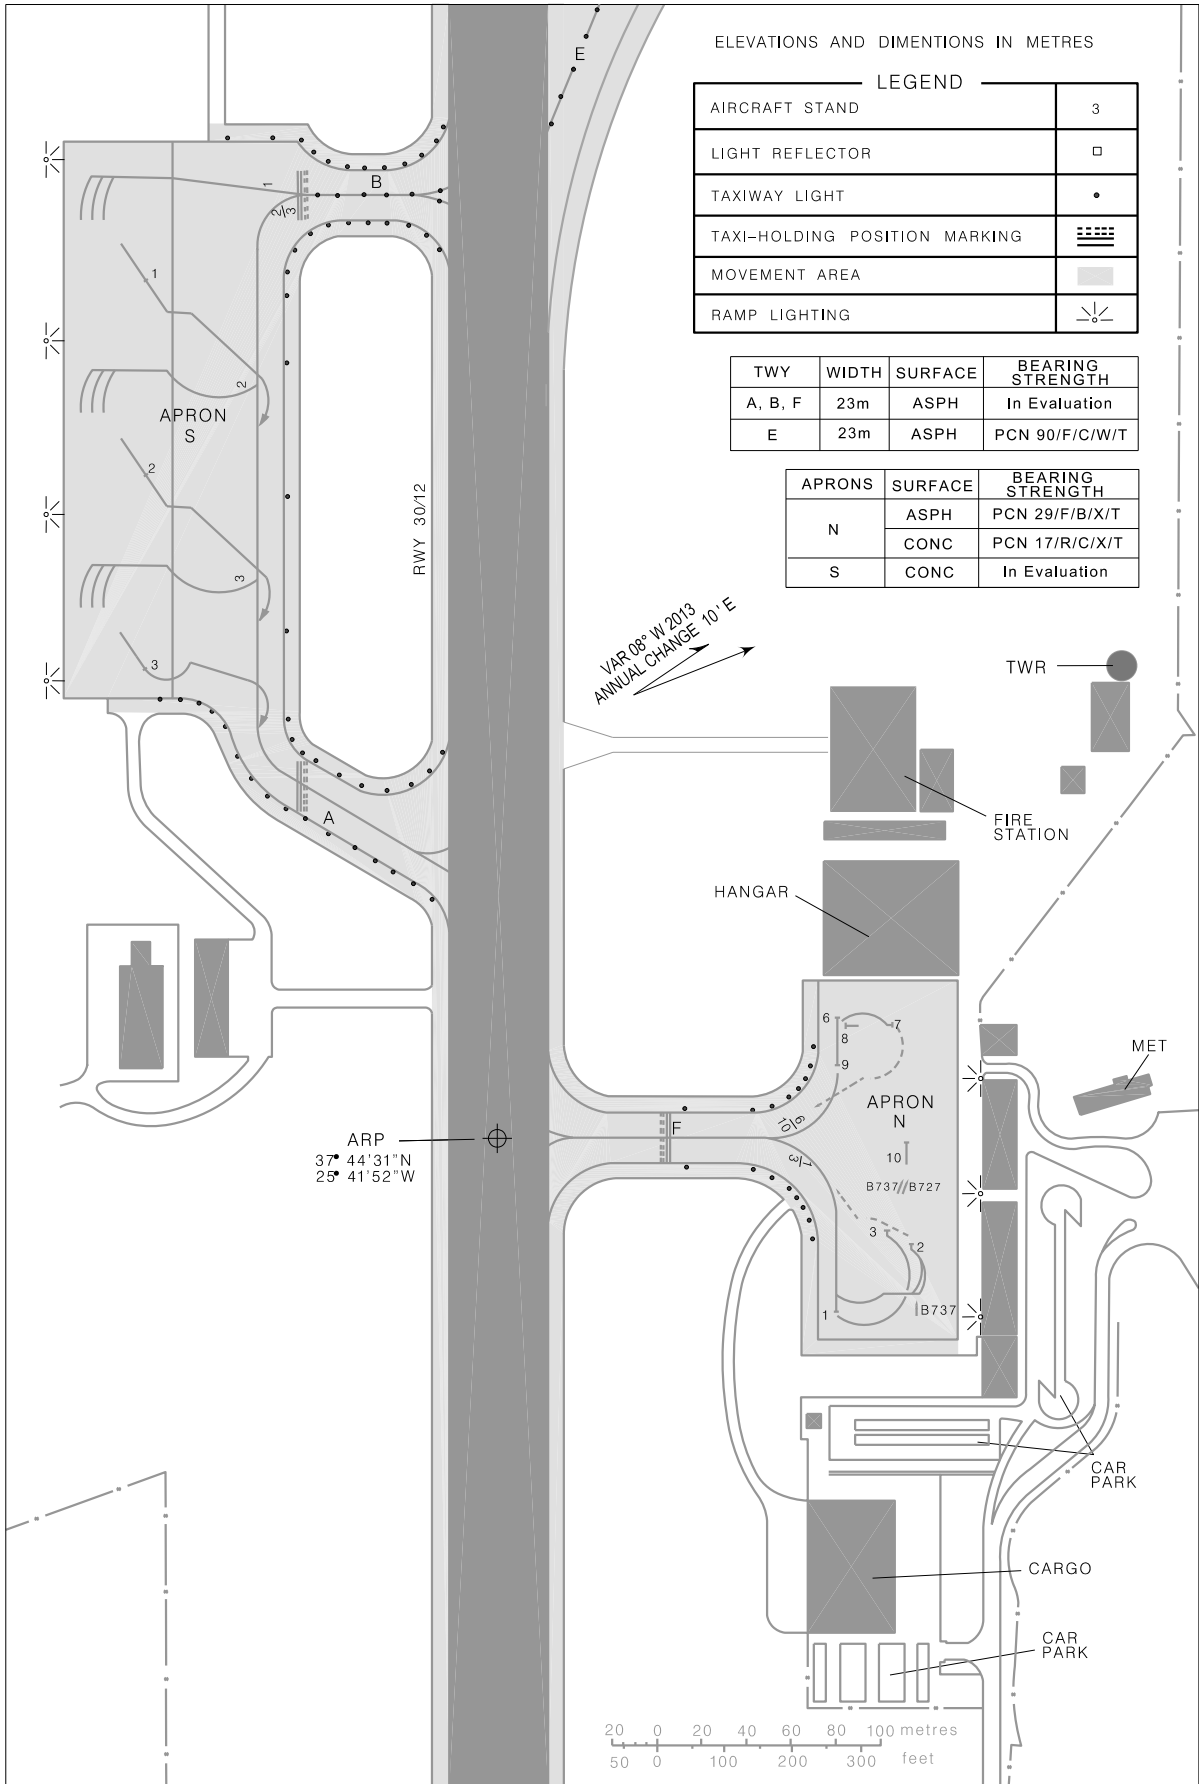 ELEVATIONS AND DIMENTIONS IN METRES
LEGEND
AIRCRAFT STAND 3
LIGHT REFLECTOR
TAXIWAY LIGHT
TAXI-HOLDING POSITION MARKING
MOVEMENT AREA
RAMP LIGHTING
TWY WIDTH SURFACE BEARING STRENGTH
A, B, F 23m ASPH In Evaluation
E 23m ASPH PCN 90/F/C/W/T
APRONS SURFACE BEARING STRENGTH
N ASPH PCN 29/F/B/X/T
CONC PCN 17/R/C/X/T
S CONC In Evaluation
E
B
1
2/3
1
2
APRON
S
2
3
3
RWY 30/12
A
VAR 08° W 2013
ANNUAL CHANGE 10' E
TWR
FIRE
STATION
HANGAR
MET
6
7
8
9
APRON
N
F
6/10
1/3
10
B737//B727
3
2
1
B737
ARP
37° 44'31"N
25° 41'52"W
CAR
PARK
CARGO
CAR
PARK
20 0 20 40 60 80 100 metres
50 0 100 200 300 feet